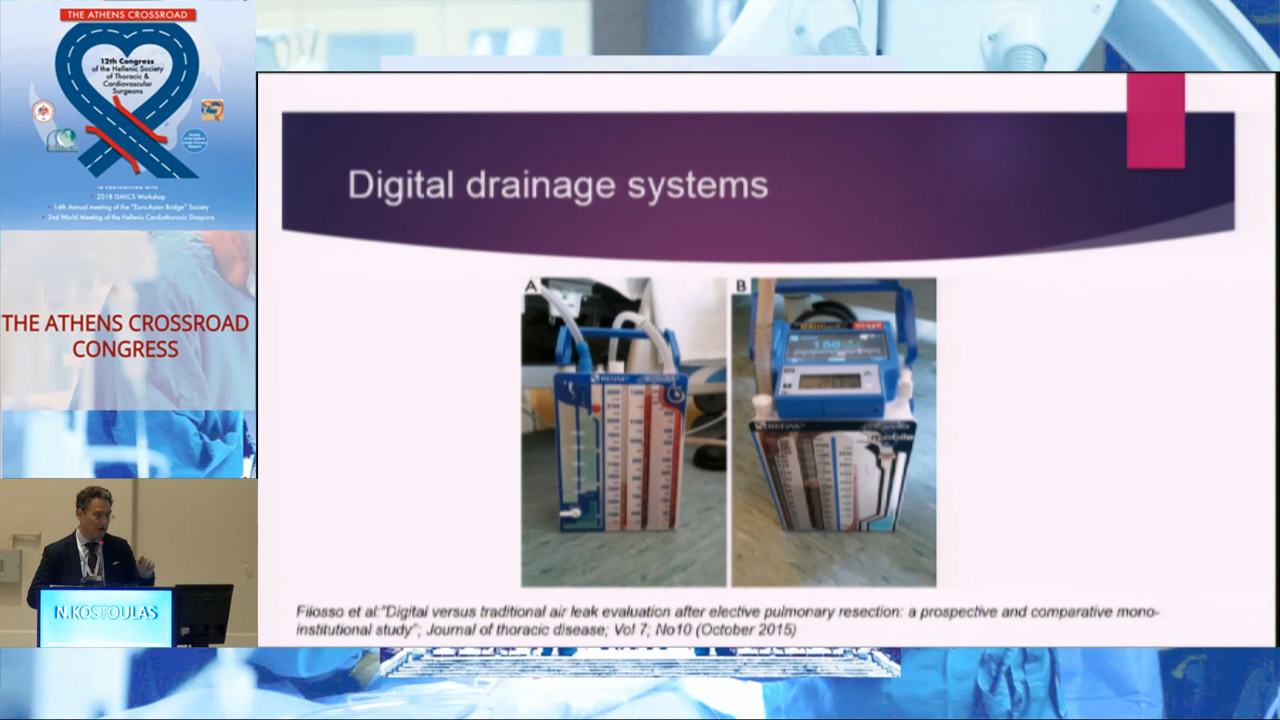 THE ATHENS CROSSROAD
12th Congress
of the Hellenic Society
of Thoracic &
Cardiovascular
Surgeons
IN CONJUNCTION WITH
• 2018 ISMICS Workshop
• 14th Annual meeting of the "Euro-Asian Bridge" Society
• 2nd World Meeting of the Hellenic Cardiothoracic Diaspora
THE ATHENS CROSSROAD
CONGRESS
N.KOSTOULAS
Digital drainage systems
A
B
Filosso et al:"Digital versus traditional air leak evaluation after elective pulmonary resection: a prospective and comparative mono-
institutional study"; Journal of thoracic disease; Vol 7; No10 (October 2015)